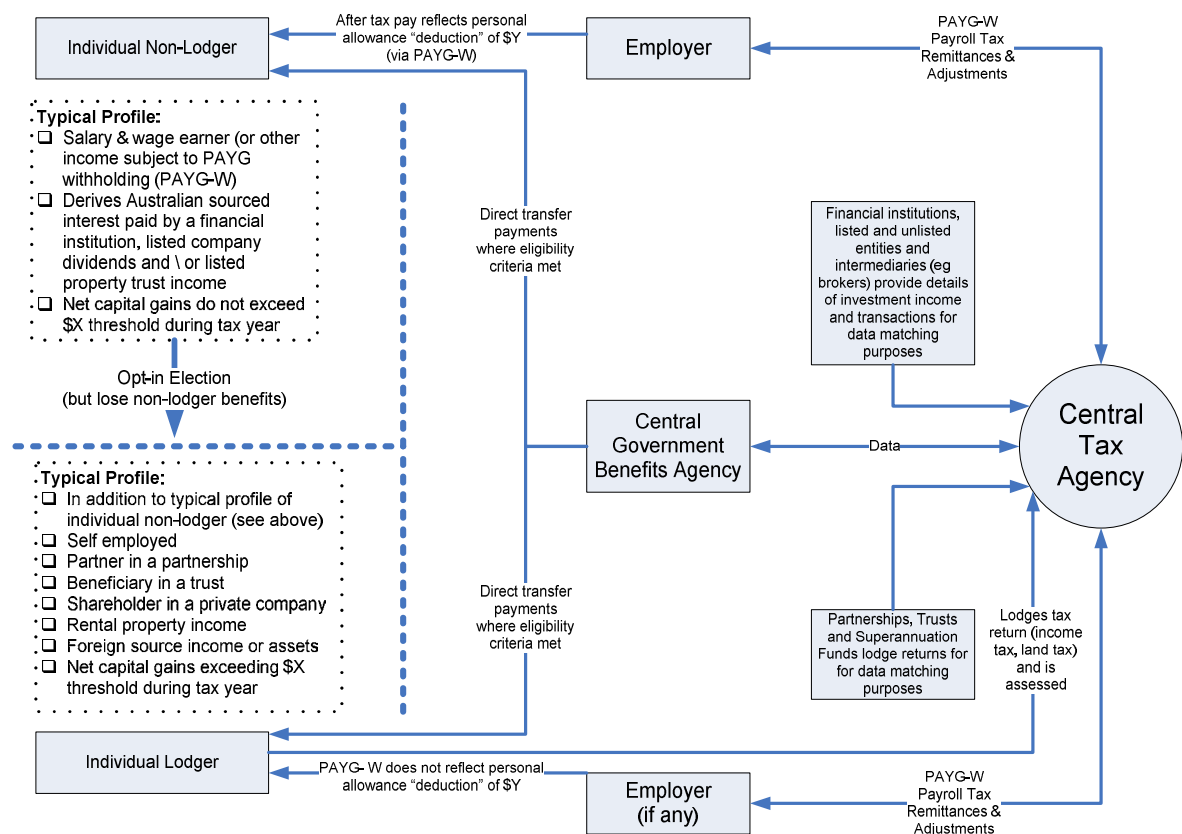 Individual Non-Lodger
After tax pay reflects personal
allowance “deduction” of $Y
(via PAYG-W)
Employer
PAYG-W
Payroll Tax
Remittances &
Adjustments
Typical Profile:
Salary & wage earner (or other
income subject to PAYG
withholding (PAYG-W)
Derives Australian sourced
interest paid by a financial
institution, listed company
dividends and \ or listed
property trust income
Net capital gains do not exceed
$X threshold during tax year
Direct transfer
payments
where eligibility
criteria met
Financial institutions,
listed and unlisted
entities and
intermediaries (eg
brokers) provide details
of investment income
and transactions for
data matching
purposes
Opt-in Election
(but lose non-lodger benefits)
Central
Government
Benefits Agency
Data
Central
Tax
Agency
Typical Profile:
In addition to typical profile of
individual non-lodger (see above)
Self employed
Partner in a partnership
Beneficiary in a trust
Shareholder in a private company
Rental property income
Foreign source income or assets
Net capital gains exceeding $X
threshold during tax year
Direct transfer
payments
where eligibility
criteria met
Partnerships, Trusts
and Superannuation
Funds lodge returns for
for data matching
purposes
Lodges tax
return (income
tax, land tax)
and is
assessed
Individual Lodger
PAYG- W does not reflect personal
allowance “deduction” of $Y
Employer
(if any)
PAYG-W
Payroll Tax
Remittances &
Adjustments